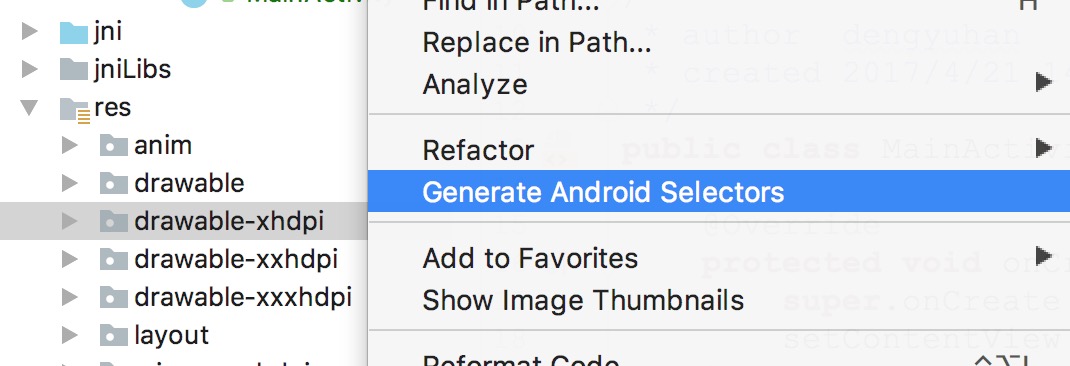 MainActiv
jni
jniLibs
res
anim
drawable
drawable-xhdpi
drawable-xxhdpi
drawable-xxxhdpi
layout
Find in Path...
Replace in Path...
Analyze
Refactor
Generate Android Selectors
Add to Favorites
Show Image Thumbnails
Reformat Code
* author dengyuhan
* created 2017/4/21 14
*/
public class MainActivi
@Override
protected void onCr
super.onCreate
setContentView